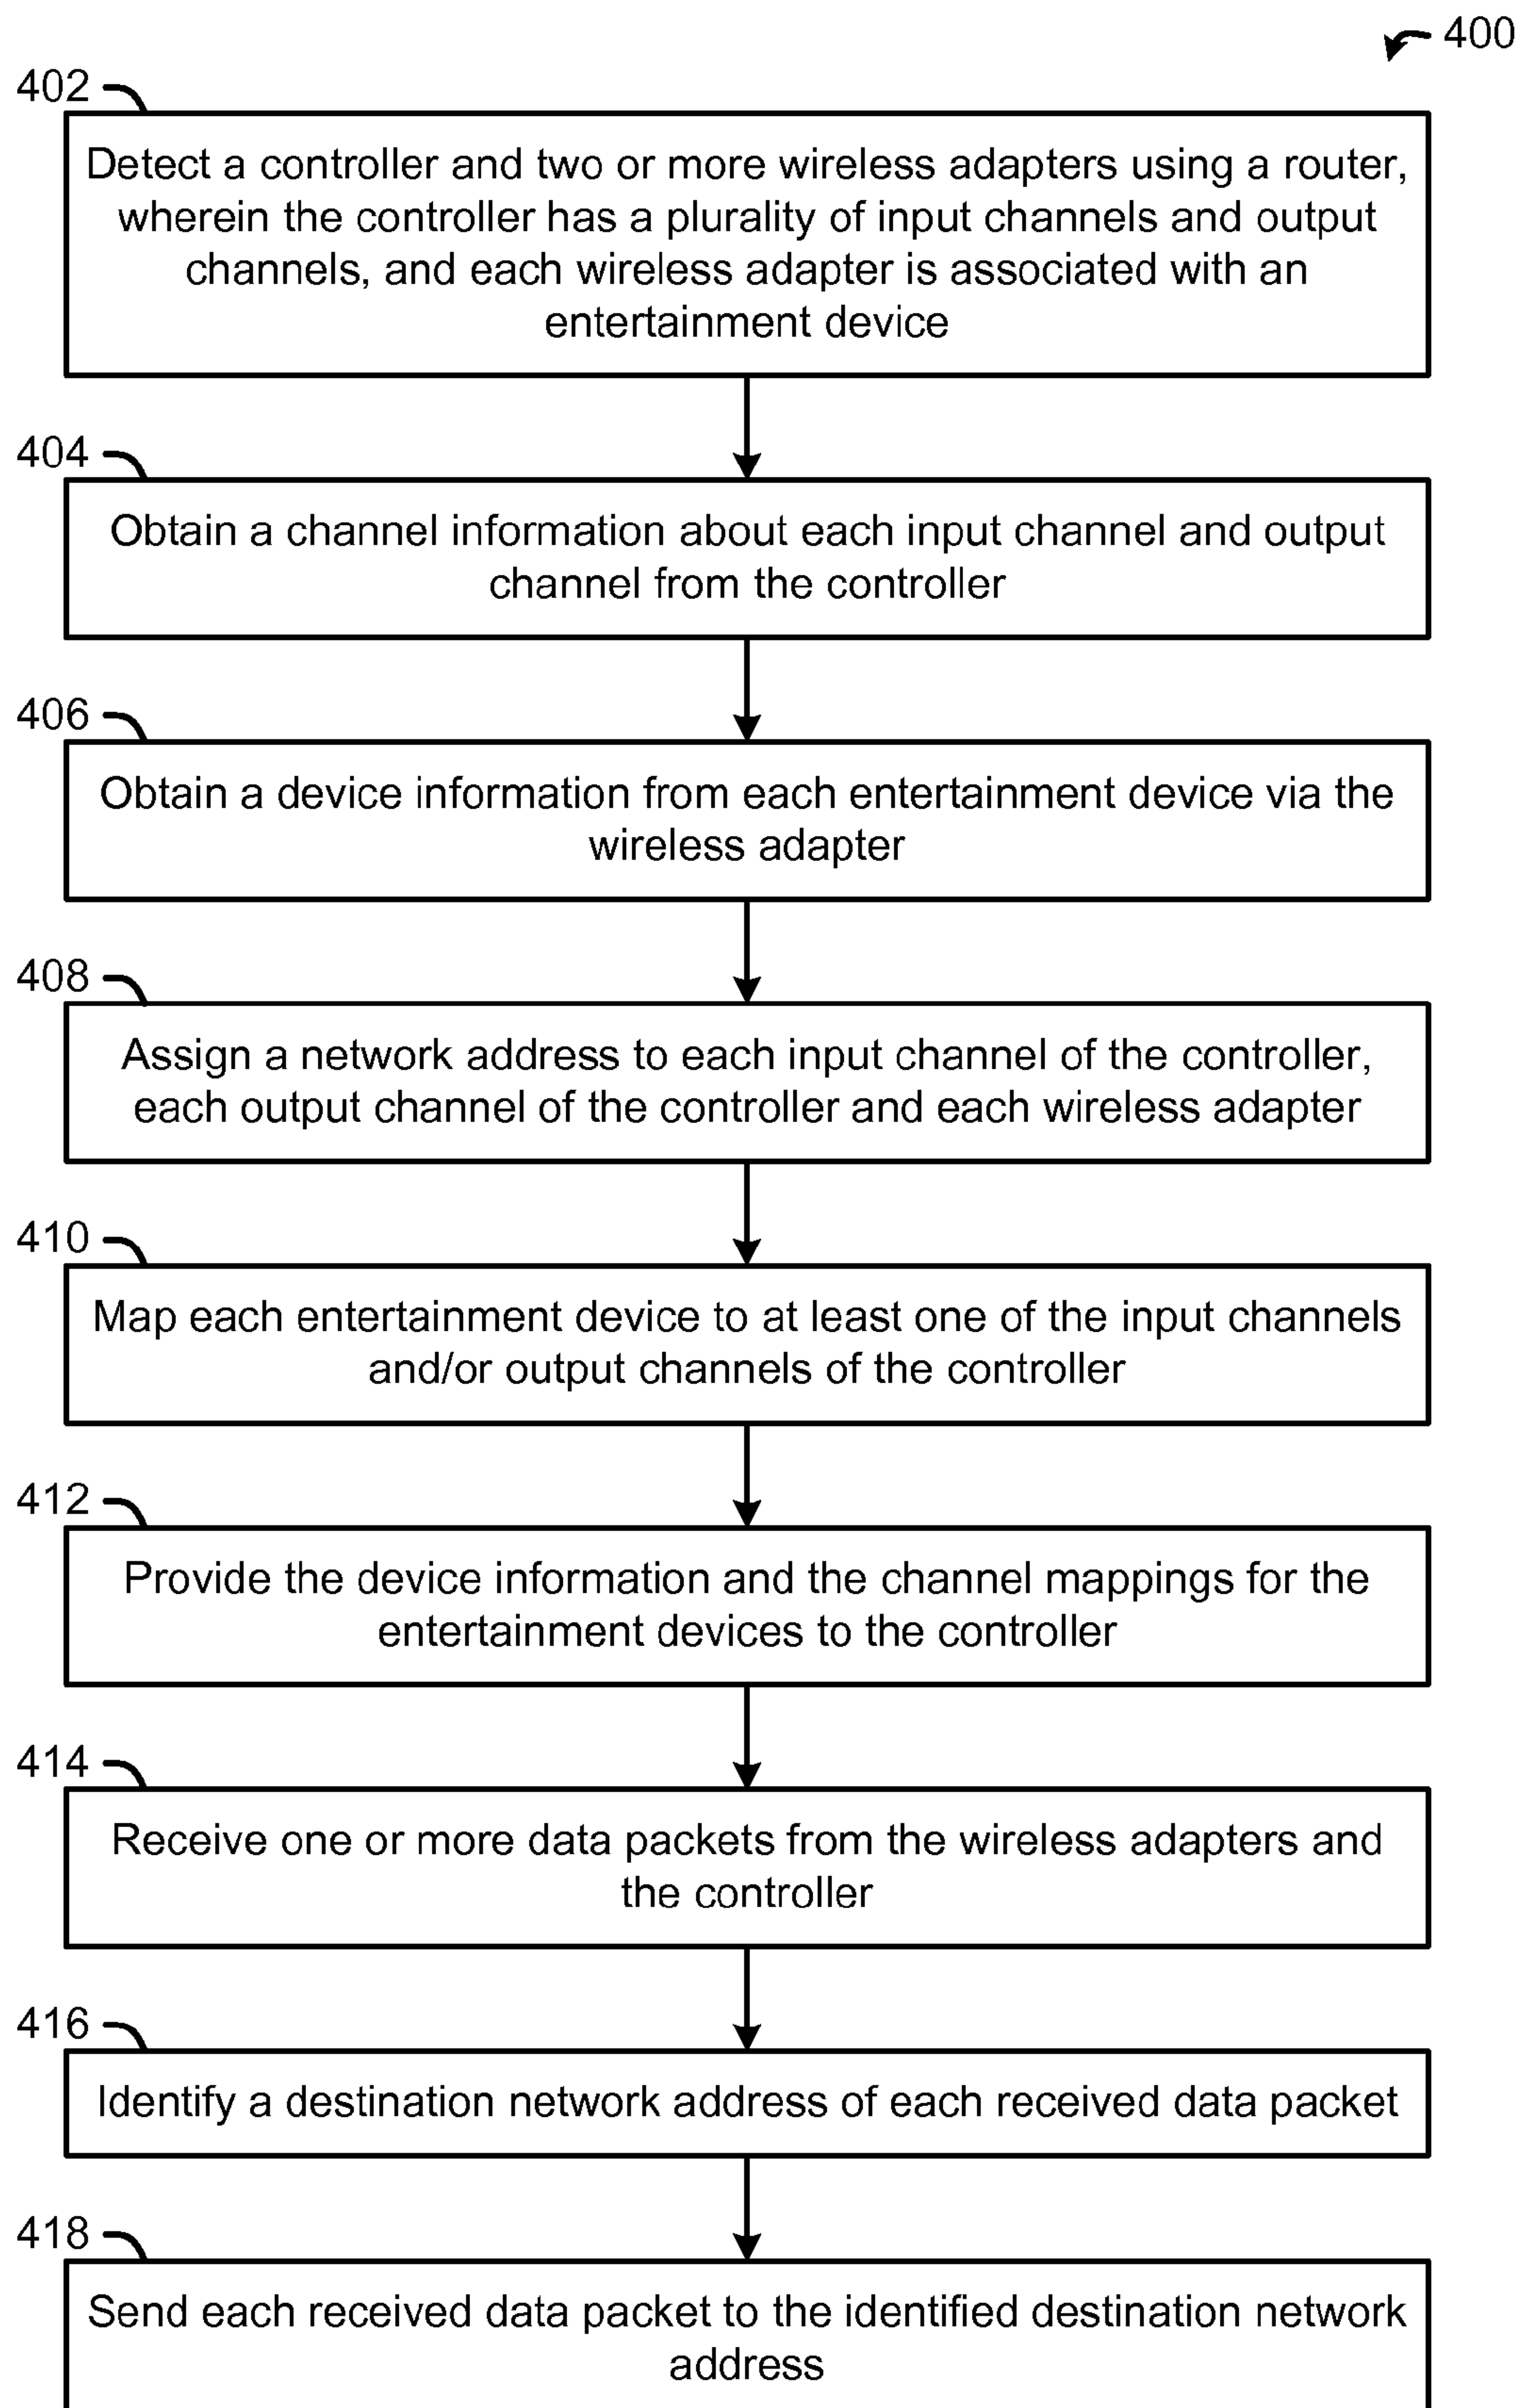 400
402
Detect a controller and two or more wireless adapters using a router,
wherein the controller has a plurality of input channels and output
channels, and each wireless adapter is associated with an
entertainment device
404
Obtain a channel information about each input channel and output
channel from the controller
406
Obtain a device information from each entertainment device via the
wireless adapter
408
Assign a network address to each input channel of the controller,
each output channel of the controller and each wireless adapter
410
Map each entertainment device to at least one of the input channels
and/or output channels of the controller
412
Provide the device information and the channel mappings for the
entertainment devices to the controller
414
Receive one or more data packets from the wireless adapters and
the controller
416
Identify a destination network address of each received data packet
418
Send each received data packet to the identified destination network
address